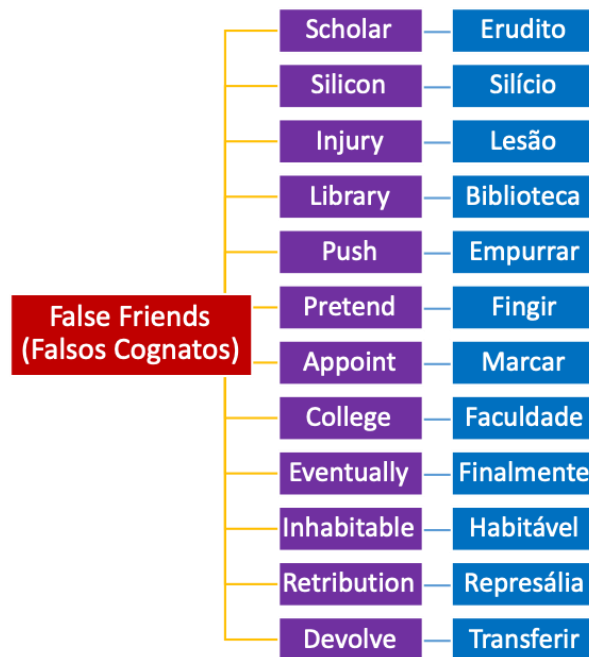 False Friends
(Falsos Cognatos)
Scholar Erudito
Silicon Silício
Injury Lesão
Library Biblioteca
Push Empurrar
Pretend Fingir
Appoint Marcar
College Faculdade
Eventually Finalmente
Inhabitable Habitável
Retribution Represália
Devolve Transferir